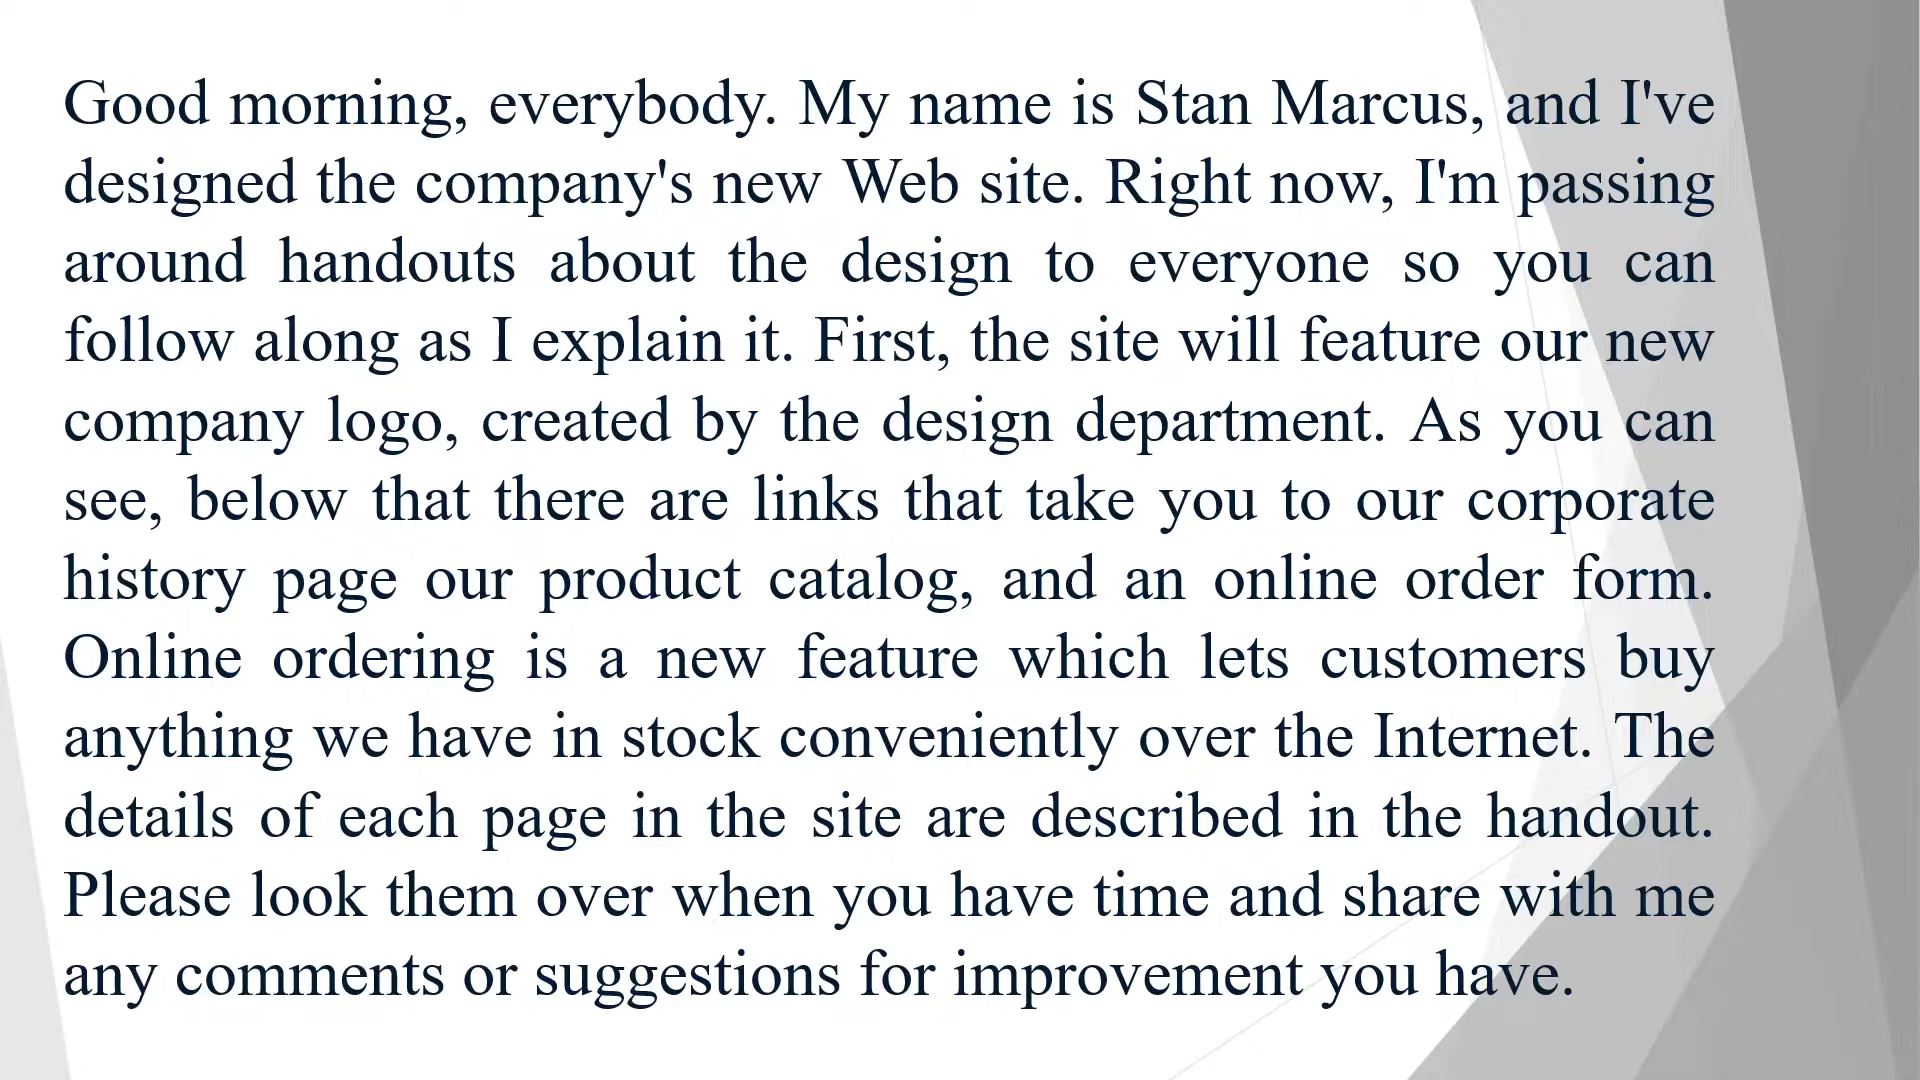 Good morning, everybody. My name is Stan Marcus, and I've
designed the company's new Web site. Right now, I'm passing
around handouts about the design to everyone so you can
follow along as I explain it. First, the site will feature our new
company logo, created by the design department. As you can
see, below that there are links that take you to our corporate
history page our product catalog, and an online order form.
Online ordering is a new feature which lets customers buy
anything we have in stock conveniently over the Internet. The
details of each page in the site are described in the handout.
Please look them over when you have time and share with me
any comments or suggestions for improvement you have.